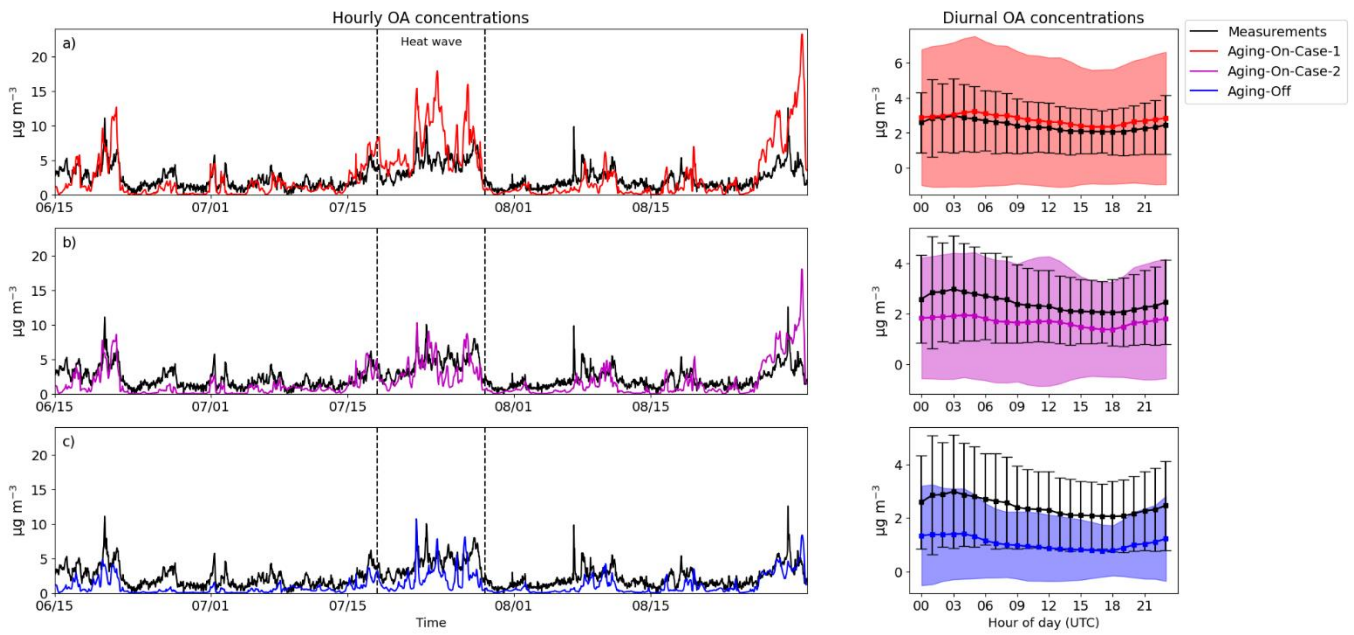 Hourly OA concentrations
Diurnal OA concentrations
a)
Heat wave
µg m⁻³
20
15
10
5
0
06/15 07/01 07/15 08/01 08/15
µg m⁻³
6
4
2
0
00 03 06 09 12 15 18 21
Measurements
Aging-On-Case-1
Aging-On-Case-2
Aging-Off
b)
µg m⁻³
20
15
10
5
0
06/15 07/01 07/15 08/01 08/15
µg m⁻³
4
2
0
00 03 06 09 12 15 18 21
c)
µg m⁻³
20
15
10
5
0
06/15 07/01 07/15 08/01 08/15
Time
µg m⁻³
4
2
0
00 03 06 09 12 15 18 21
Hour of day (UTC)